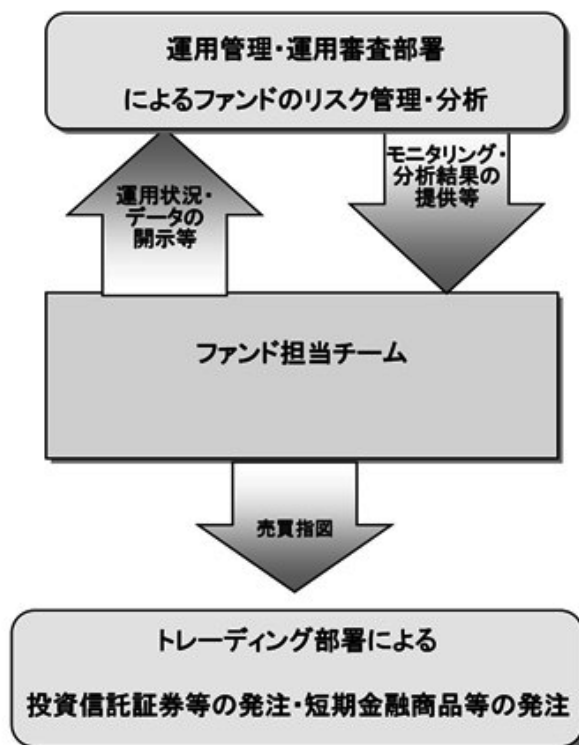 運用管理・運用審査部署
によるファンドのリスク管理・分析
運用状況・
データの
開示等
モニタリング・
分析結果の
提供等
ファンド担当チーム
売買指図
トレーディング部署による
投資信託証券等の発注・短期金融商品等の発注